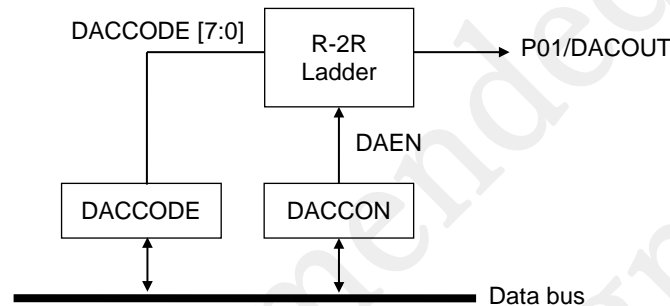 DACCODE [7:0]
R-2R
Ladder
P01/DACOUT
DAEN
DACCODE
DACCON
Data bus